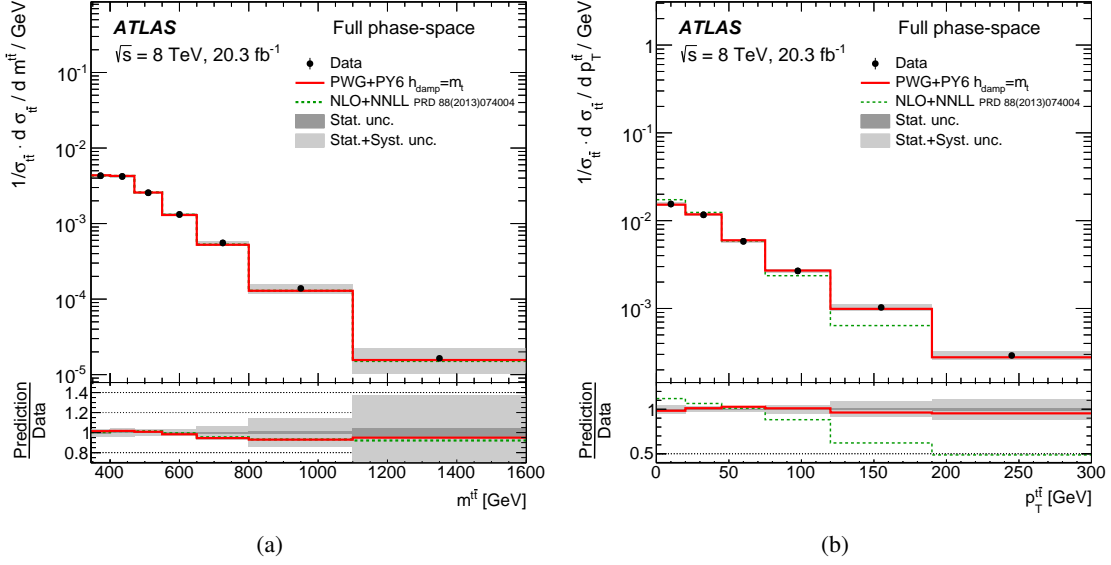 ATLAS Full phase-space
√s = 8 TeV, 20.3 fb⁻¹
Data
PWG+PY6 h_damp=m_t
NLO+NNLL PRD 88(2013)074004
Stat. unc.
Stat.+Syst. unc.
1/σ_tt̄ · d σ_tt̄ / d m^tt̄ / GeV
10⁻¹
10⁻²
10⁻³
10⁻⁴
10⁻⁵
Prediction
Data
1.4
1.2
1
0.8
400 600 800 1000 1200 1400 1600
m^tt̄ [GeV]
(a)
ATLAS Full phase-space
√s = 8 TeV, 20.3 fb⁻¹
Data
PWG+PY6 h_damp=m_t
NLO+NNLL PRD 88(2013)074004
Stat. unc.
Stat.+Syst. unc.
1/σ_tt̄ · d σ_tt̄ / d p_T^tt̄ / GeV
1
10⁻¹
10⁻²
10⁻³
Prediction
Data
1
0.5
0 50 100 150 200 250 300
p_T^tt̄ [GeV]
(b)